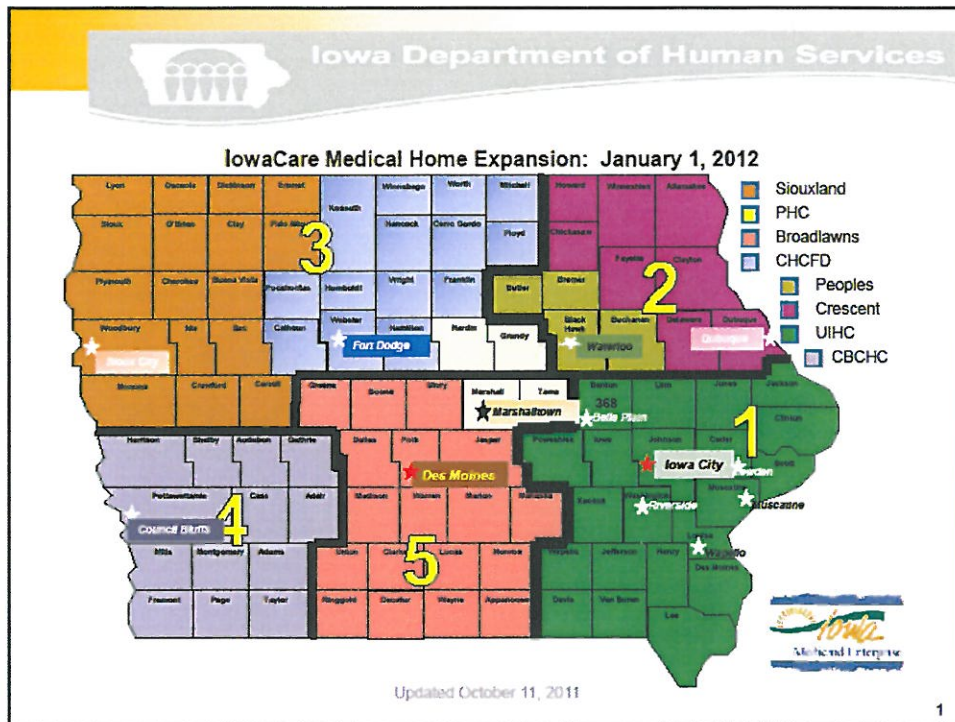 Iowa Department of Human Services
IowaCare Medical Home Expansion: January 1, 2012
Siouxland
PHC
Broadlawns
CHCFD
Peoples
Crescent
UIHC
CBCHC
Lyon Osceola Dickinson Emmet Winnebago Worth Mitchell Howard Winneshiek Allamakee
Kossuth
Sioux O'Brien Clay Palo Alto Hancock Cerro Gordo Floyd Chickasaw
3
Fayette Clayton
2
Plymouth Cherokee Buena Vista Pocahontas Humboldt Wright Franklin Butler Bremer
Woodbury Ida Sac Calhoun Webster Hamilton Hardin Grundy Black Hawk Buchanan Delaware Dubuque
Sioux City
Fort Dodge
Waterloo
Dubuque
Monona Crawford Carroll Greene Boone Story Marshall Tama Benton Linn Jones Jackson
368
Marshalltown
Belle Plain
1
Clinton
Harrison Shelby Audubon Guthrie Dallas Polk Jasper Poweshiek Iowa Johnson Scott
Des Moines
Iowa City
Pottawattamie Cass Adair Madison Warren Marion Mahaska Keokuk Washington Muscatine
4
Council Bluffs
Riverside
Muscatine
Louisa
Wapello
Mills Montgomery Adams Union Clarke Lucas Monroe Wapello Jefferson Henry Des Moines
5
Fremont Page Taylor Ringgold Decatur Wayne Appanoose Davis Van Buren Lee
Iowa
Medicaid Enterprise
Updated October 11, 2011
1